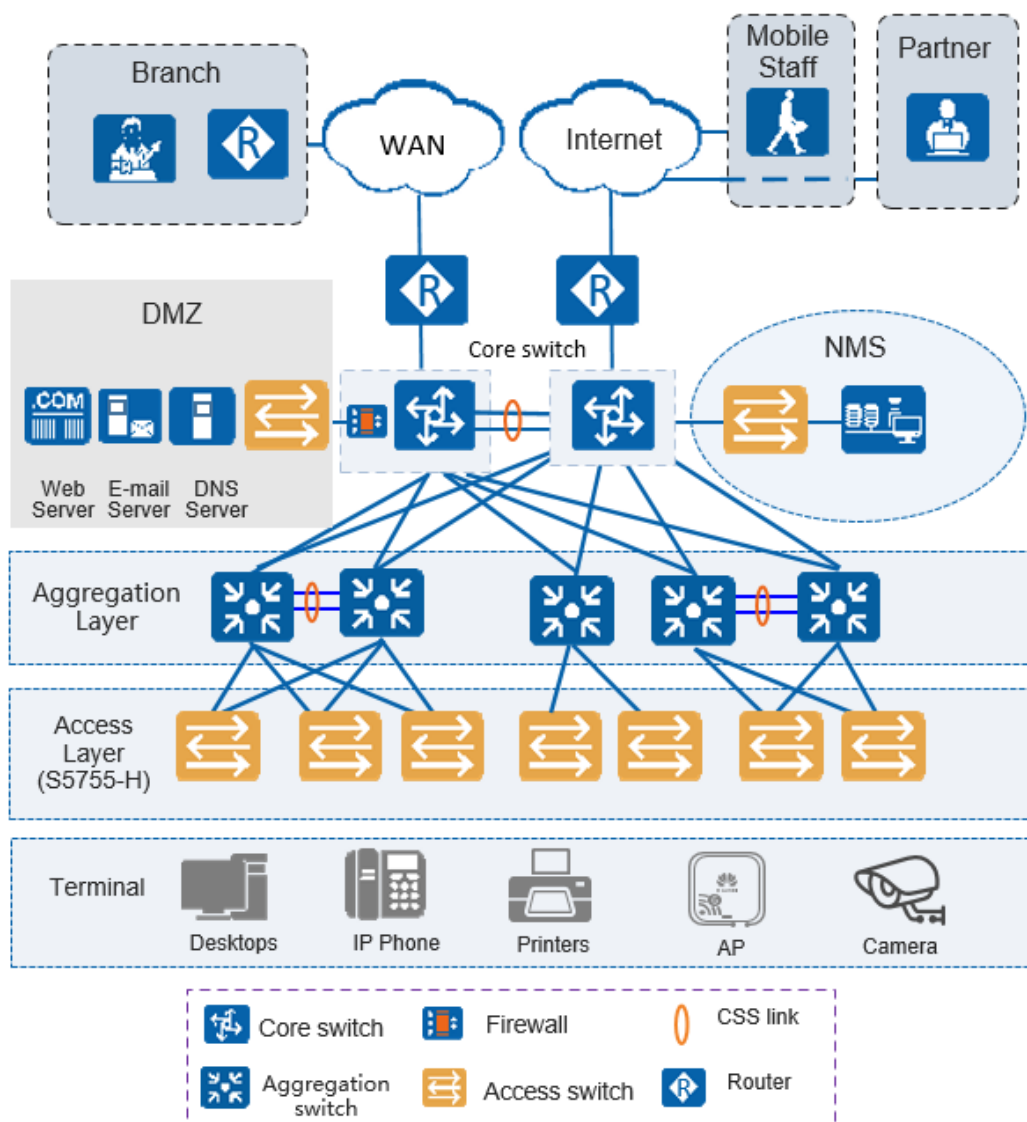 Branch
WAN
Internet
Mobile
Staff
Partner
R
R
R
DMZ
Core switch
NMS
.COM
Web
Server
E-mail
Server
DNS
Server
Aggregation
Layer
Access
Layer
(S5755-H)
Terminal
Desktops
IP Phone
Printers
AP
Camera
Core switch
Firewall
CSS link
Aggregation
switch
Access switch
R
Router